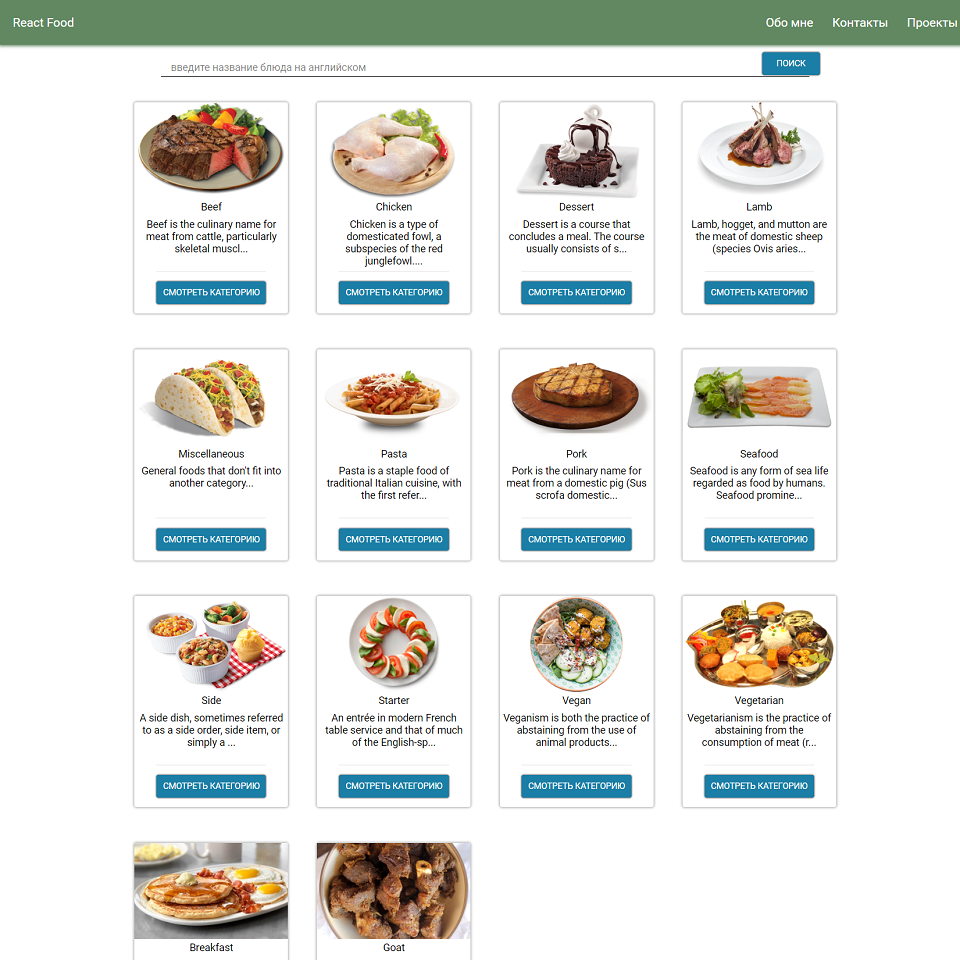 React Food
Обо мне
Контакты
Проекты
введите название блюда на английском
ПОИСК
Beef
Beef is the culinary name for
meat from cattle, particularly
skeletal muscl...
СМОТРЕТЬ КАТЕГОРИЮ
Chicken
Chicken is a type of
domesticated fowl, a
subspecies of the red
junglefowl....
СМОТРЕТЬ КАТЕГОРИЮ
Dessert
Dessert is a course that
concludes a meal. The course
usually consists of s...
СМОТРЕТЬ КАТЕГОРИЮ
Lamb
Lamb, hogget, and mutton are
the meat of domestic sheep
(species Ovis aries...
СМОТРЕТЬ КАТЕГОРИЮ
Miscellaneous
General foods that don't fit into
another category...
СМОТРЕТЬ КАТЕГОРИЮ
Pasta
Pasta is a staple food of
traditional Italian cuisine, with
the first refer...
СМОТРЕТЬ КАТЕГОРИЮ
Pork
Pork is the culinary name for
meat from a domestic pig (Sus
scrofa domestic...
СМОТРЕТЬ КАТЕГОРИЮ
Seafood
Seafood is any form of sea life
regarded as food by humans.
Seafood promine...
СМОТРЕТЬ КАТЕГОРИЮ
Side
A side dish, sometimes referred
to as a side order, side item, or
simply a ...
СМОТРЕТЬ КАТЕГОРИЮ
Starter
An entrée in modern French
table service and that of much
of the English-sp...
СМОТРЕТЬ КАТЕГОРИЮ
Vegan
Veganism is both the practice of
abstaining from the use of
animal products...
СМОТРЕТЬ КАТЕГОРИЮ
Vegetarian
Vegetarianism is the practice of
abstaining from the
consumption of meat (r...
СМОТРЕТЬ КАТЕГОРИЮ
Breakfast
Goat